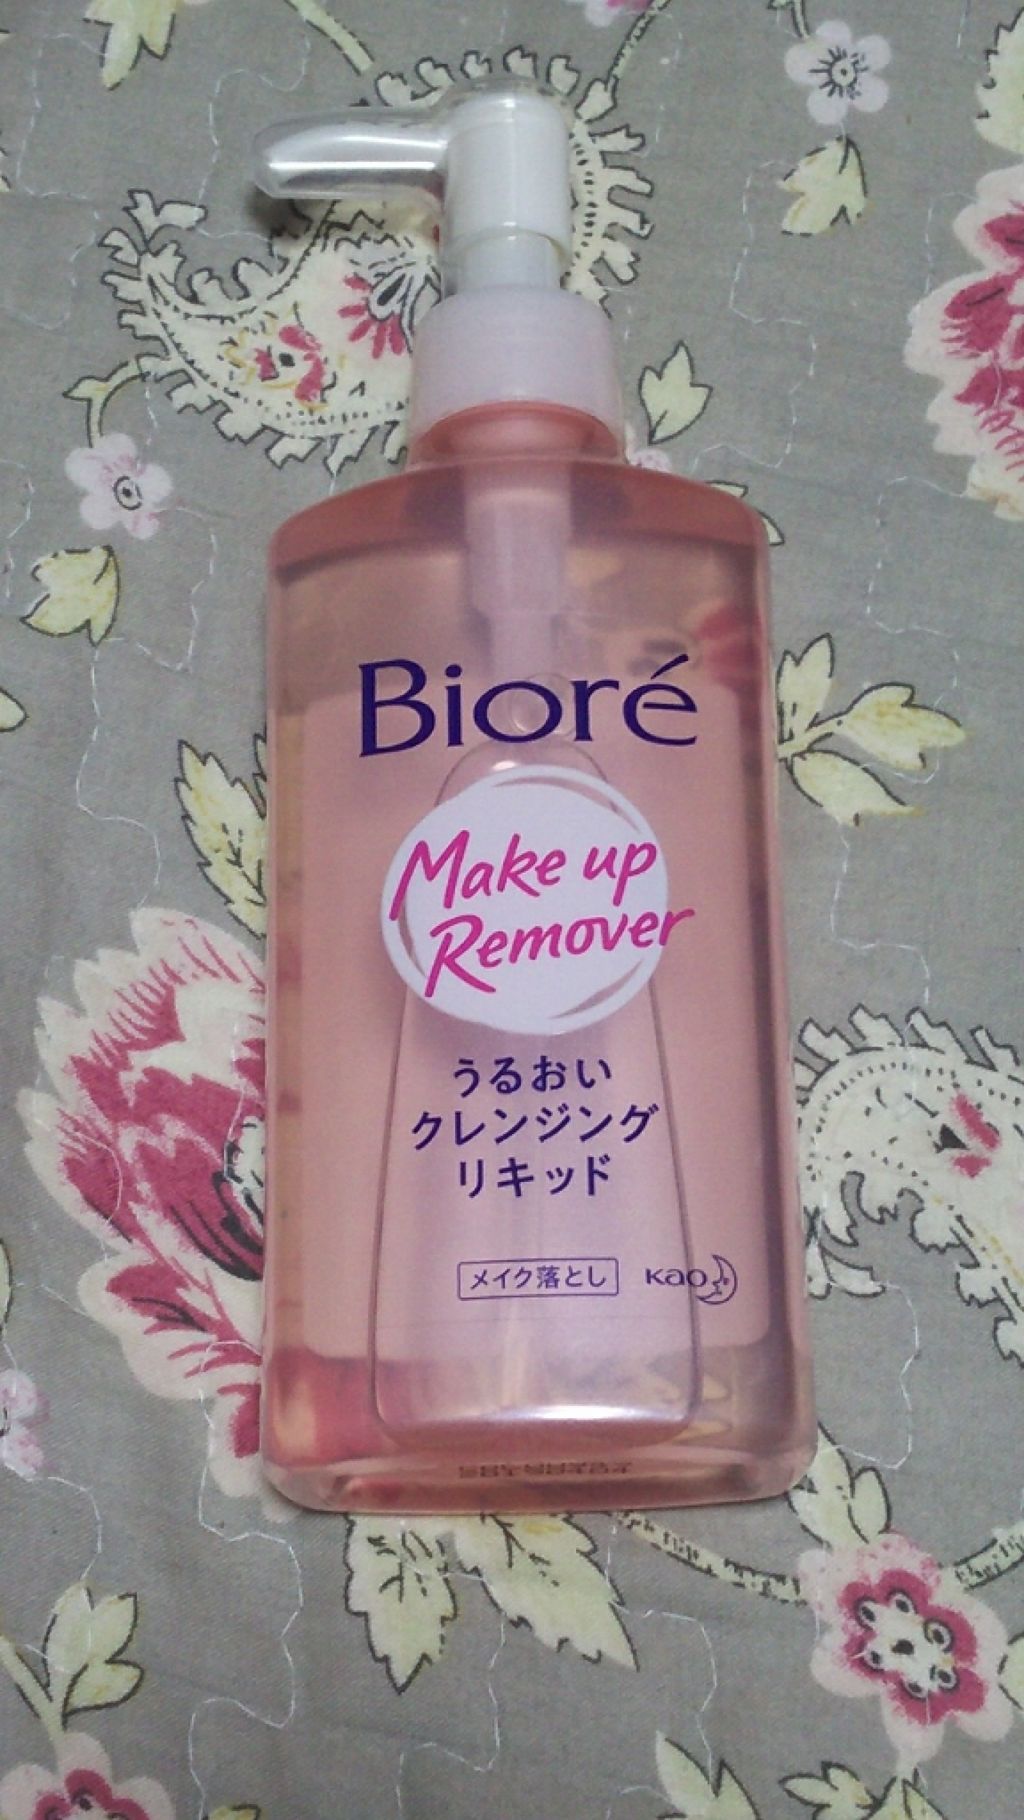 Bioré
Make up
Remover
うるおい
クレンジング
リキッド
メイク落とし
Kao